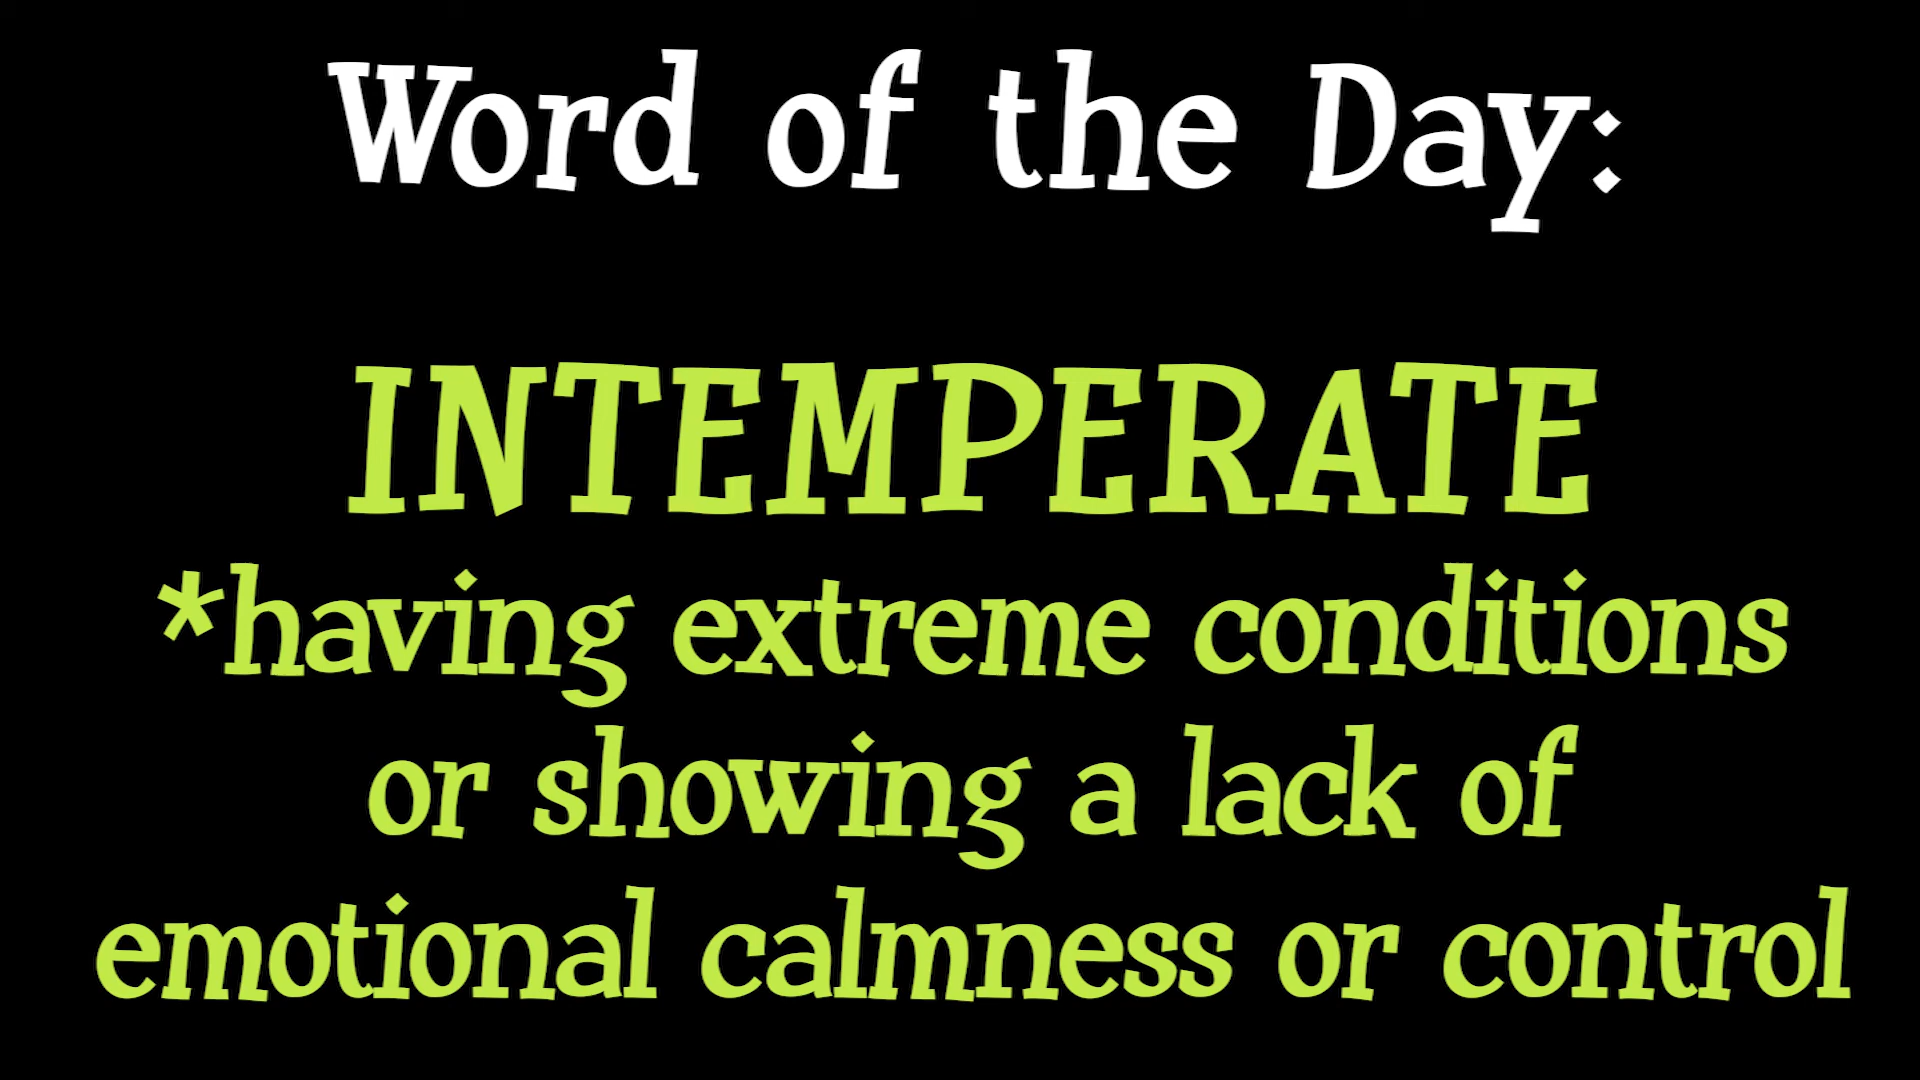 Word of the Day:
INTEMPERATE
*having extreme conditions
or showing a lack of
emotional calmness or control